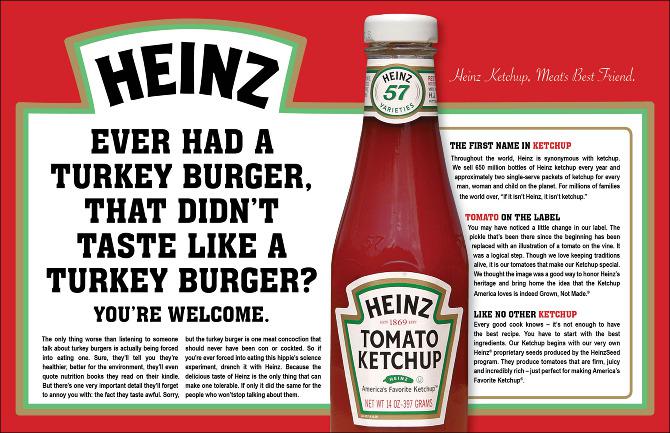 HEINZ
EVER HAD A
TURKEY BURGER,
THAT DIDN'T
TASTE LIKE A
TURKEY BURGER?
YOU'RE WELCOME.
The only thing worse than listening to someone
talk about turkey burgers is actually being forced
into eating one. Sure, they'll tell you they're
healthier, better for the environment, they'll even
quote nutrition books they read on their kindle.
But there's one very important detail they'll forget
to annoy you with: the fact they taste awful. Sorry,
but the turkey burger is one meat concoction that
should never have been con or cockted. So if
you're ever forced into eating this hippie's science
experiment, drench it with Heinz. Because the
delicious taste of Heinz is the only thing that can
make one tolerable. If only it did the same for the
people who won'tstop talking about them.
HEINZ
57
VARIETIES
HEINZ
ESTD 1869 ESTD
TOMATO
KETCHUP
HEINZ
America's Favorite Ketchup™
NET WT 14 OZ-397 GRAMS
Heinz Ketchup, Meat's Best Friend.
THE FIRST NAME IN KETCHUP
Throughout the world, Heinz is synonymous with ketchup.
We sell 650 million bottles of Heinz ketchup every year and
approximately two single-serve packets of ketchup for every
man, woman and child on the planet. For millions of families
the world over, "if it isn't Heinz, it isn't ketchup."
TOMATO ON THE LABEL
You may have noticed a little change in our label. The
pickle that's been there since the beginning has been
replaced with an illustration of a tomato on the vine. It
was a logical step. Though we love keeping traditions
alive, it is our tomatoes that make our Ketchup special.
We thought the image was a good way to honor Heinz's
heritage and bring home the idea that the Ketchup
America loves is indeed Grown, Not Made.®
LIKE NO OTHER KETCHUP
Every good cook knows – it's not enough to have
the best recipe. You have to start with the best
ingredients. Our Ketchup begins with our very own
Heinz® proprietary seeds produced by the HeinzSeed
program. They produce tomatoes that are firm, juicy
and incredibly rich – just perfect for making America's
Favorite Ketchup®.